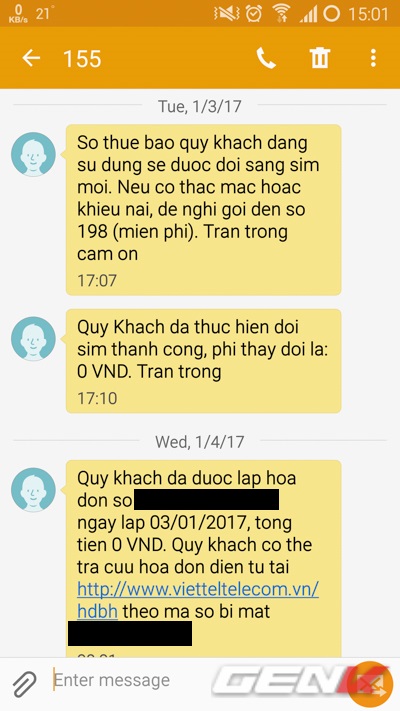 0
KB/s
21°
15:01
155
Tue, 1/3/17
So thue bao quy khach dang
su dung se duoc doi sang sim
moi. Neu co thac mac hoac
khieu nai, de nghi goi den so
198 (mien phi). Tran trong
cam on
17:07
Quy Khach da thuc hien doi
sim thanh cong, phi thay doi la:
0 VND. Tran trong
17:10
Wed, 1/4/17
Quy khach da duoc lap hoa
don so
ngay lap 03/01/2017, tong
tien 0 VND. Quy khach co the
tra cuu hoa don dien tu tai
http://www.vietteltelecom.vn/
hdbh theo ma so bi mat
Enter message
GENK